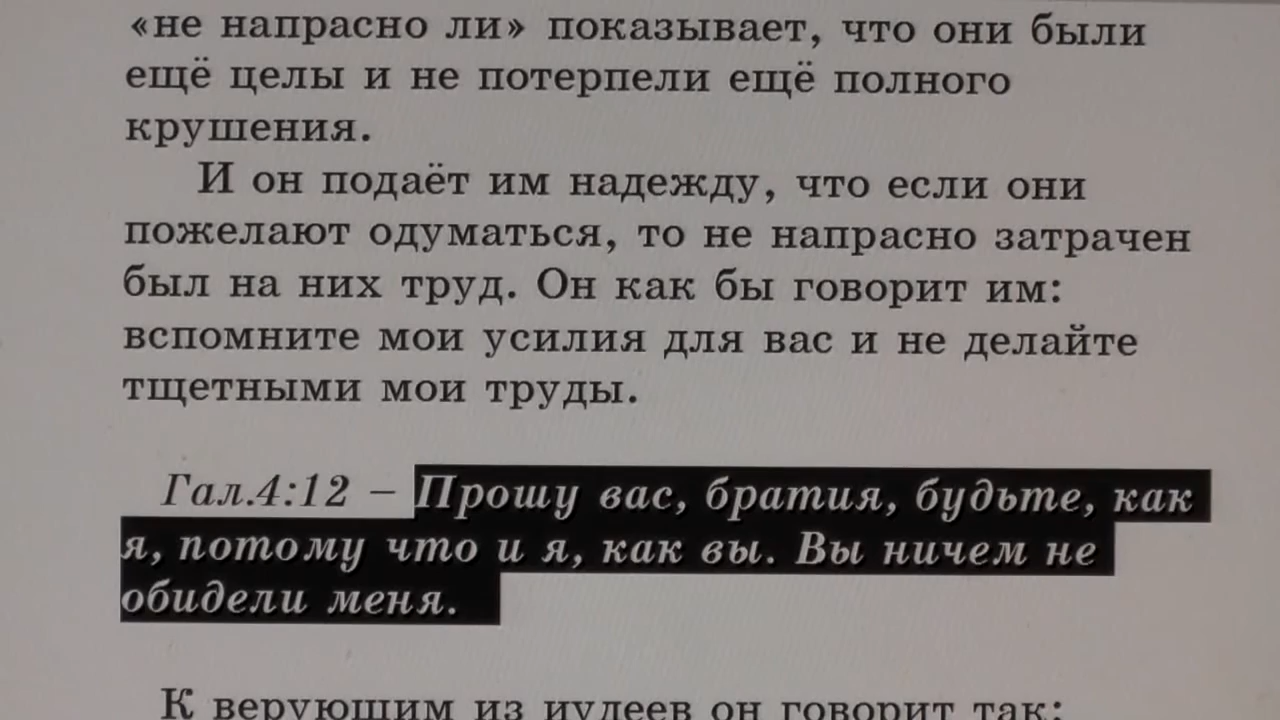 «не напрасно ли» показывает, что они были
ещё целы и не потерпели ещё полного
крушения.
И он подаёт им надежду, что если они
пожелают одуматься, то не напрасно затрачен
был на них труд. Он как бы говорит им:
вспомните мои усилия для вас и не делайте
тщетными мои труды.
Гал.4:12 – Прошу вас, братия, будьте, как
я, потому что и я, как вы. Вы ничем не
обидели меня.
К верующим из иудеев он говорит так: